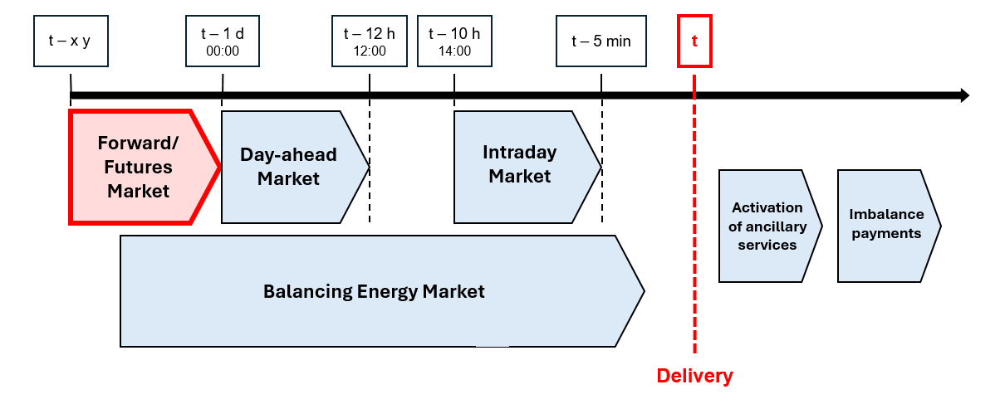 t – x y
t – 1 d
00:00
t – 12 h
12:00
t – 10 h
14:00
t – 5 min
t
Forward/
Futures
Market
Day-ahead
Market
Intraday
Market
Activation
of ancillary
services
Imbalance
payments
Balancing Energy Market
Delivery